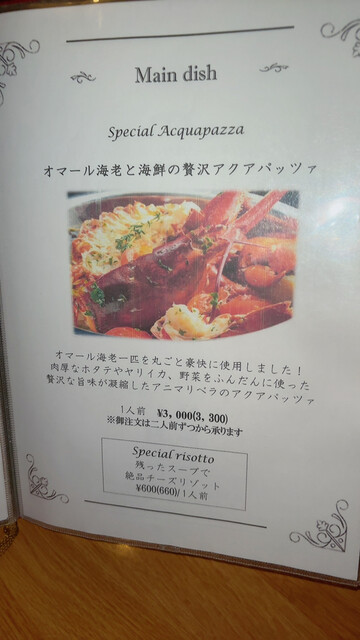 Main dish
Special Acquapazza
オマール海老と海鮮の贅沢アクアパッツァ
オマール海老一匹を丸ごと豪快に使用しました！
肉厚なホタテやヤリイカ、野菜をふんだんに使った
贅沢な旨味が凝縮したアニマリベラのアクアパッツァ
1人前 ¥3,000(3,300)
※御注文は二人前ずつから承ります
Special risotto
残ったスープで
絶品チーズリゾット
¥600(660)/1人前